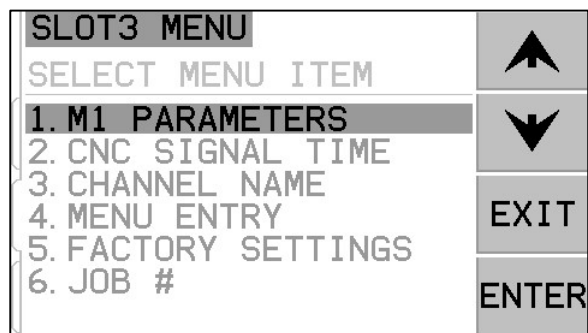 SLOT3 MENU
SELECT MENU ITEM
1. M1 PARAMETERS
2. CNC SIGNAL TIME
3. CHANNEL NAME
4. MENU ENTRY
5. FACTORY SETTINGS
6. JOB #
EXIT
ENTER